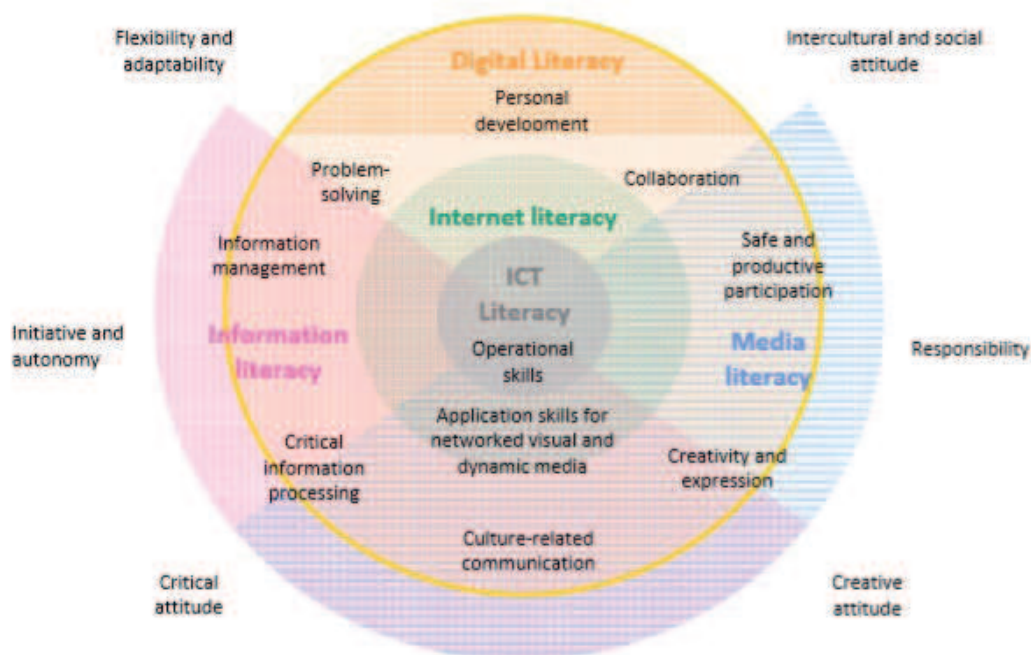 Flexibility and
adaptability
Digital Literacy
Intercultural and social
attitude
Personal
develooment
Problem-
solving
Collaboration
Internet literacy
Information
management
Safe and
productive
participation
ICT
Literacy
Initiative and
autonomy
Information
literacy
Operational
skills
Media
literacy
Responsibility
Critical
information
processing
Application skills for
networked visual and
dynamic media
Creativity and
expression
Culture-related
communication
Critical
attitude
Creative
attitude